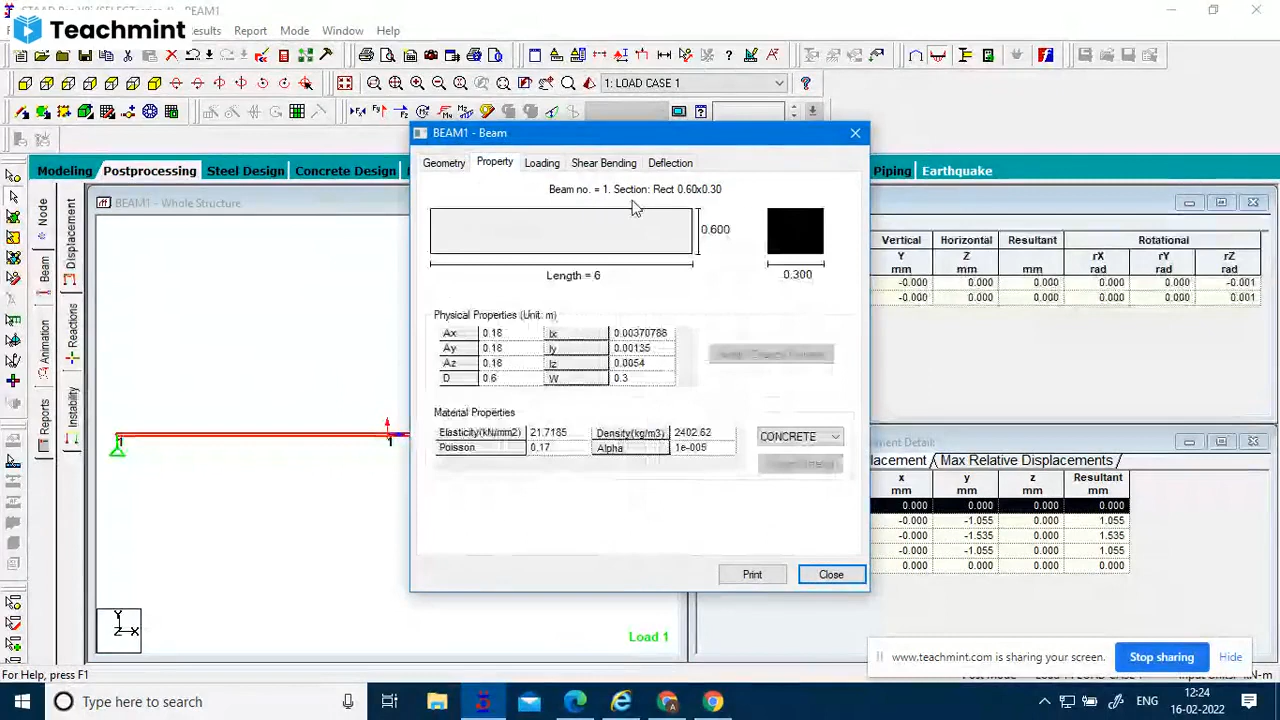 STAAD.Pro V8i (SELECTseries 4) - BEAM1
Teachmint
Results Report Mode Window Help
1: LOAD CASE 1
Modeling Postprocessing Steel Design Concrete Design Piping Earthquake
BEAM1 - Whole Structure
Node
Displacement
Beam
Reactions
Animation
Instability
Reports
BEAM1 - Beam
Geometry Property Loading Shear Bending Deflection
Beam no. = 1. Section: Rect 0.60x0.30
0.600
Length = 6
0.300
Physical Properties (Unit: m)
Ax 0.18 Ix 0.00370788
Ay 0.18 Iy 0.00135
Az 0.18 Iz 0.0054
D 0.6 W 0.3
Material Properties
Elasticity(kN/mm2) 21.7185 Density(kg/m3) 2402.62
Poisson 0.17 Alpha 1e-005
CONCRETE
Print Close
Vertical Horizontal Resultant Rotational
Y Z rX rY rZ
mm mm mm rad rad rad
-0.000 0.000 0.000 0.000 0.000 -0.001
-0.000 0.000 0.000 0.000 0.000 0.001
Max Relative Displacements
x y z Resultant
mm mm mm mm
0.000 0.000 0.000 0.000
-0.000 -1.055 0.000 1.055
-0.000 -1.535 0.000 1.535
-0.000 -1.055 0.000 1.055
0.000 0.000 0.000 0.000
Y
Z X
Load 1
www.teachmint.com is sharing your screen. Stop sharing Hide
For Help, press F1
Type here to search
ENG
12:24
16-02-2022